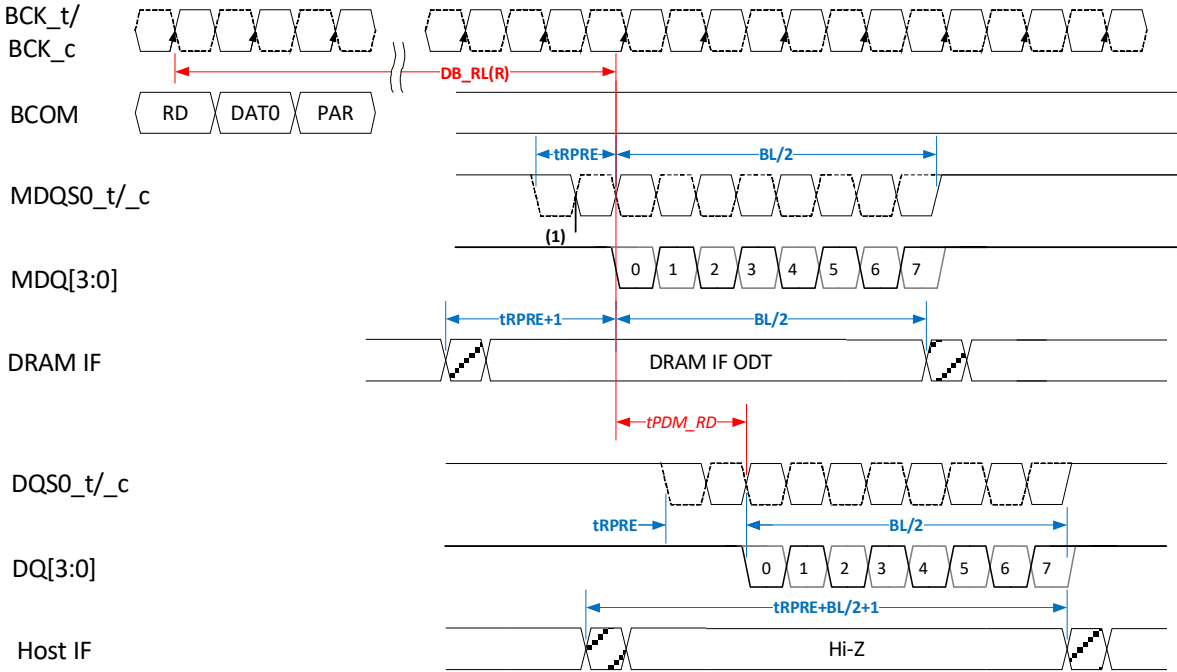 BCK_t/
BCK_c
DB_RL(R)
BCOM
RD DAT0 PAR
tRPRE BL/2
MDQS0_t/_c
(1)
MDQ[3:0]
0 1 2 3 4 5 6 7
tRPRE+1 BL/2
DRAM IF
DRAM IF ODT
tPDM_RD
DQS0_t/_c
tRPRE BL/2
DQ[3:0]
0 1 2 3 4 5 6 7
tRPRE+BL/2+1
Host IF
Hi-Z